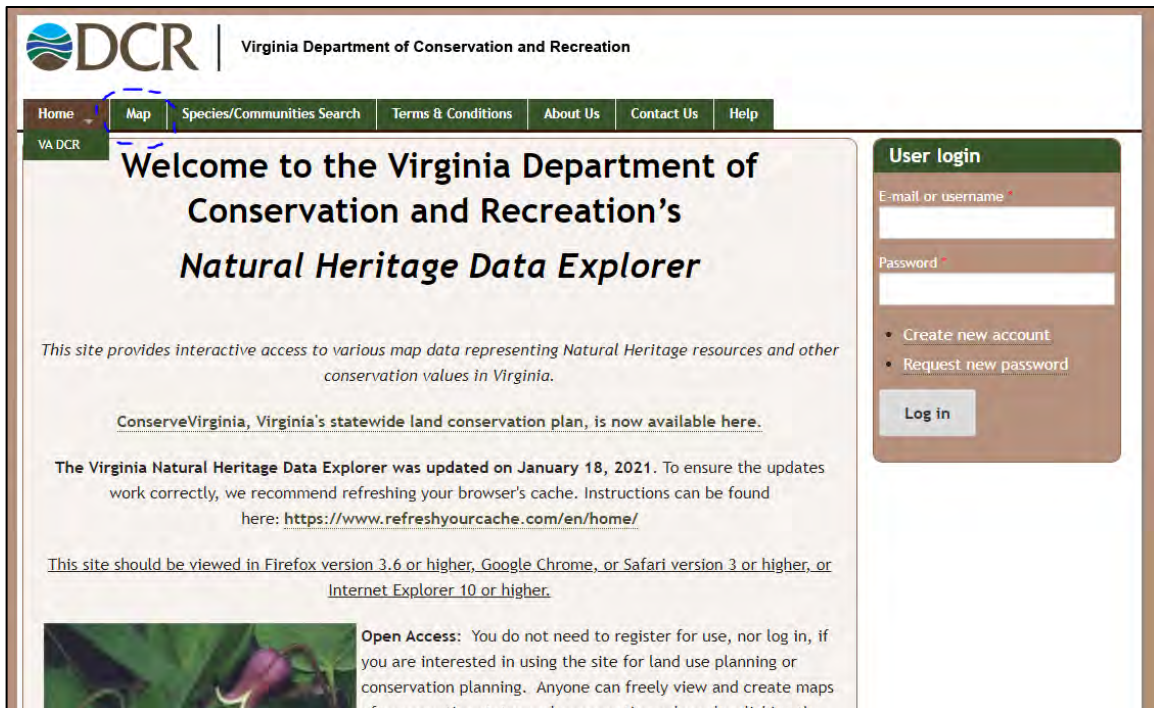 DCR
Virginia Department of Conservation and Recreation
Home Map Species/Communities Search Terms & Conditions About Us Contact Us Help
VA DCR
Welcome to the Virginia Department of
Conservation and Recreation's
Natural Heritage Data Explorer
This site provides interactive access to various map data representing Natural Heritage resources and other
conservation values in Virginia.
ConserveVirginia, Virginia's statewide land conservation plan, is now available here.
The Virginia Natural Heritage Data Explorer was updated on January 18, 2021. To ensure the updates
work correctly, we recommend refreshing your browser's cache. Instructions can be found
here: https://www.refreshyourcache.com/en/home/
This site should be viewed in Firefox version 3.6 or higher, Google Chrome, or Safari version 3 or higher, or
Internet Explorer 10 or higher.
Open Access: You do not need to register for use, nor log in, if
you are interested in using the site for land use planning or
conservation planning. Anyone can freely view and create maps
User login
E-mail or username *
Password *
Create new account
Request new password
Log in